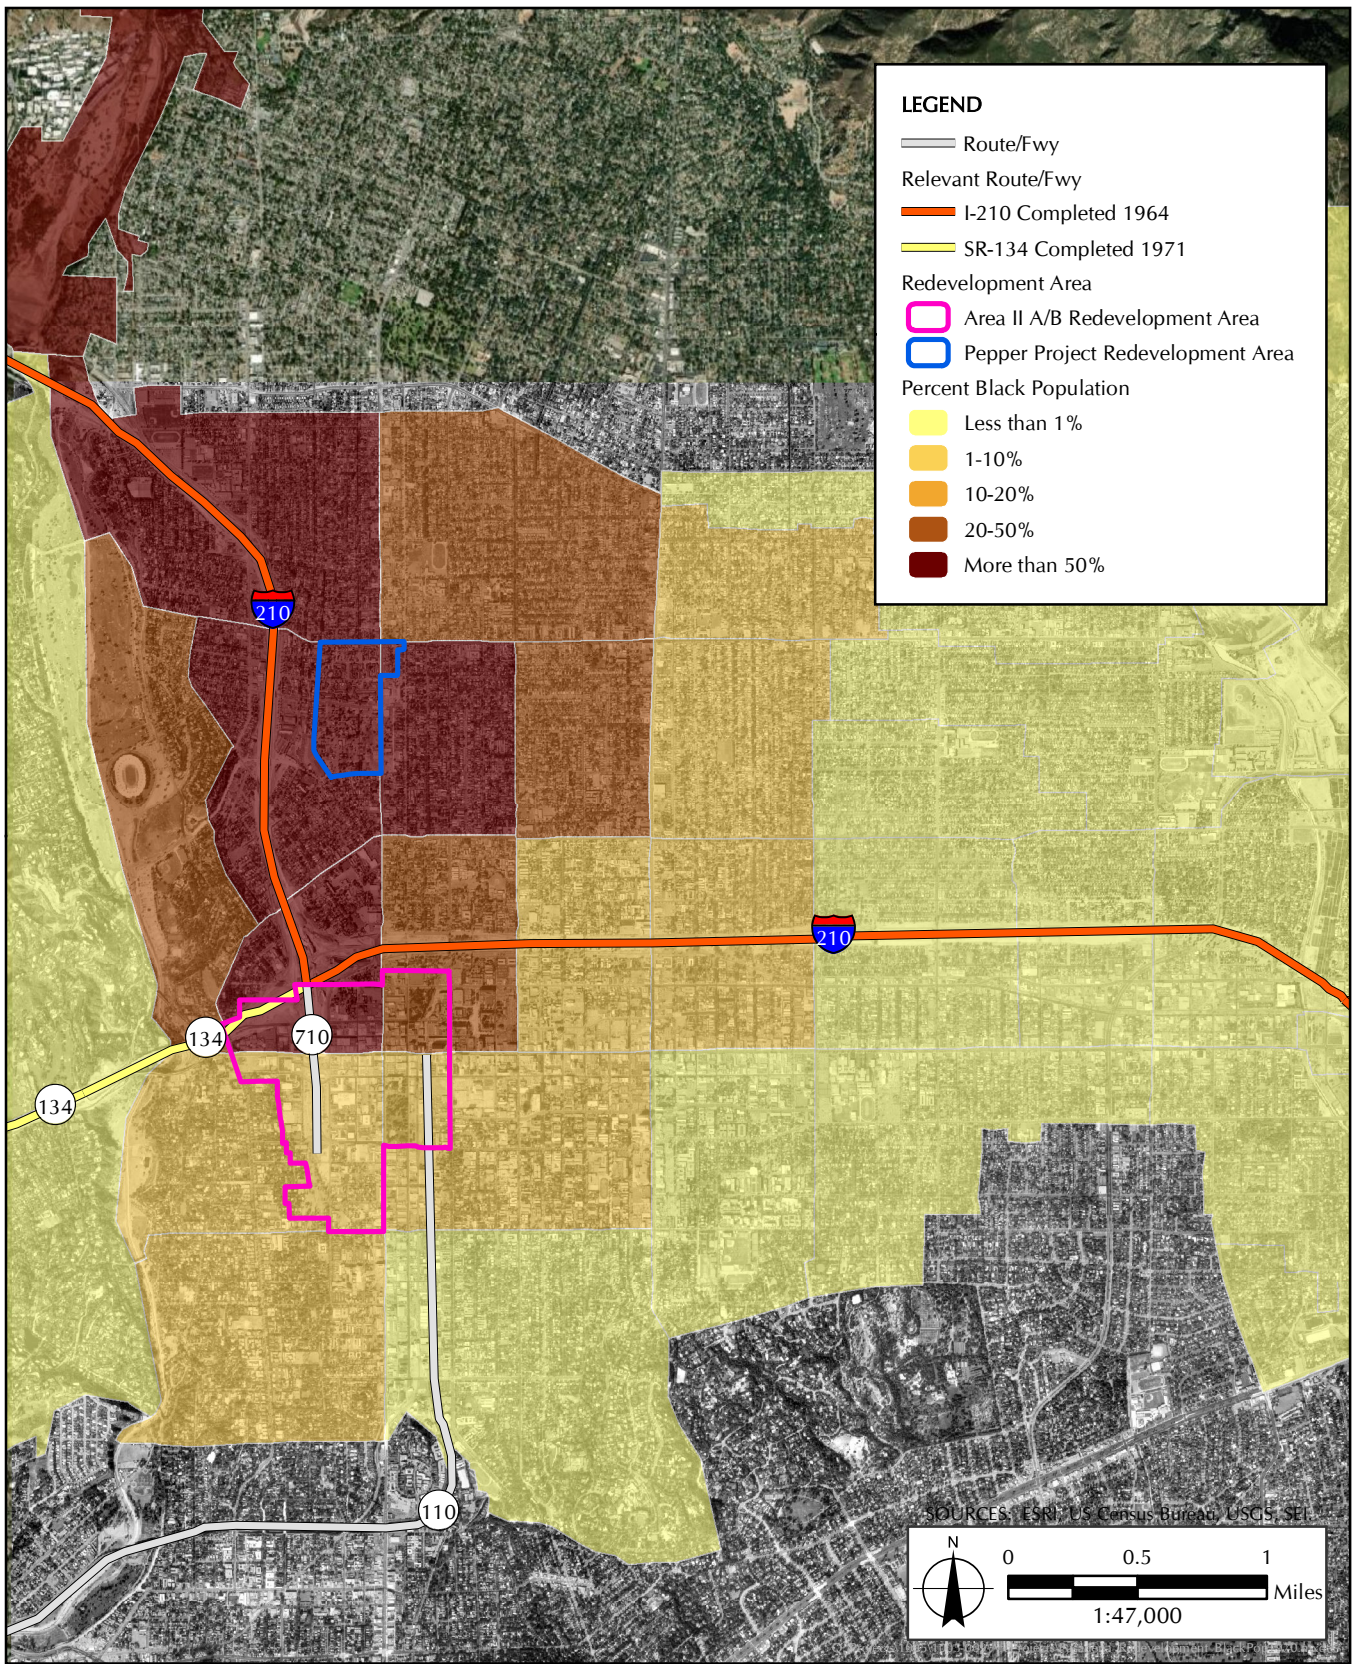 LEGEND
Route/Fwy
Relevant Route/Fwy
I-210 Completed 1964
SR-134 Completed 1971
Redevelopment Area
Area II A/B Redevelopment Area
Pepper Project Redevelopment Area
Percent Black Population
Less than 1%
1-10%
10-20%
20-50%
More than 50%
210
210
134
710
134
110
SOURCES: ESRI, US Census Bureau, USGS, SEI.
N
0 0.5 1
Miles
1:47,000